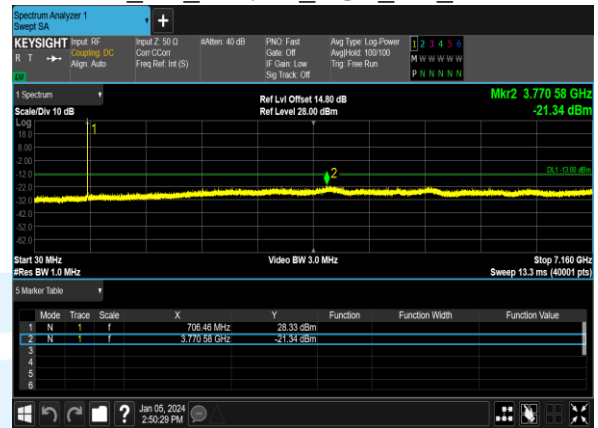 Spectrum Analyzer 1
Swept SA
+
KEYSIGHT Input: RF Input Z: 50 Ω #Atten: 40 dB PNO: Fast Avg Type: Log-Power 1 2 3 4 5 6
R T Coupling: DC Corr CCorr Gate: Off Avg|Hold: 100/100 M W W W W W
Align: Auto Freq Ref: Int (S) IF Gain: Low Trig: Free Run
Sig Track: Off P N N N N N
1 Spectrum Ref Lvl Offset 14.80 dB Mkr2 3.770 58 GHz
Scale/Div 10 dB Ref Level 28.00 dBm -21.34 dBm
Log
18.0
8.00
-2.00
-12.0
-22.0
-32.0
-42.0
-52.0
-62.0
1
2
DL1 -13.00 dBm
Start 30 MHz Video BW 3.0 MHz Stop 7.160 GHz
#Res BW 1.0 MHz Sweep 13.3 ms (40001 pts)
5 Marker Table
Mode Trace Scale X Y Function Function Width Function Value
1 N 1 f 706.46 MHz 28.33 dBm
2 N 1 f 3.770 58 GHz -21.34 dBm
3
4
5
6
? Jan 05, 2024
2:50:29 PM